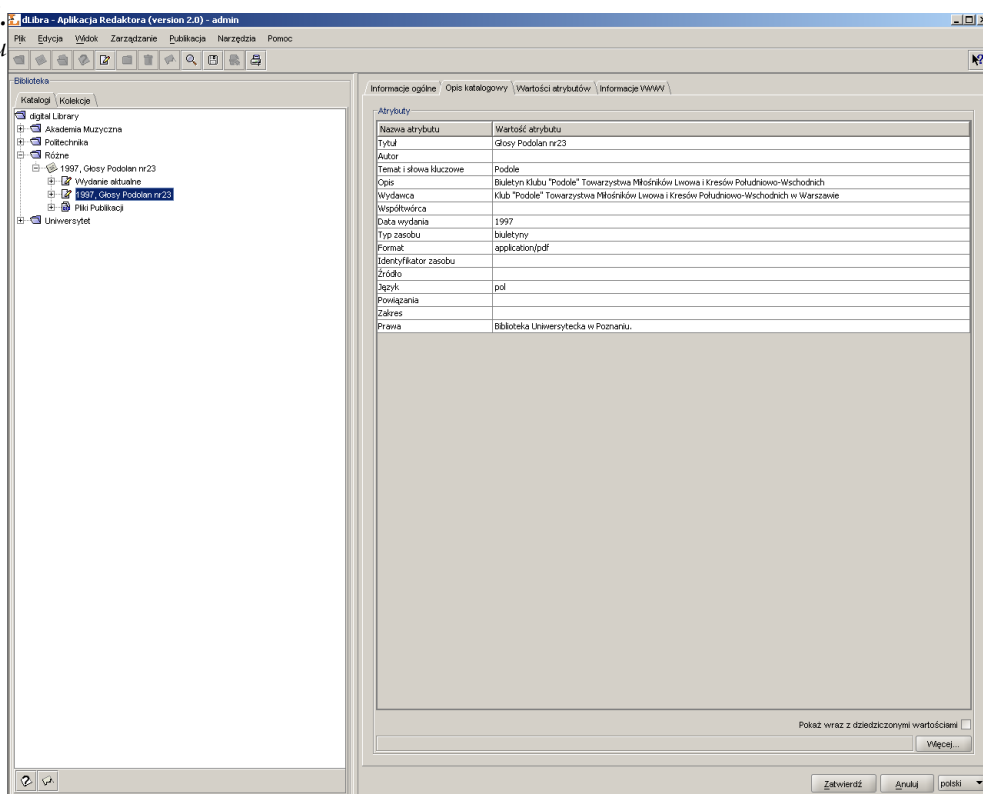 dLibra - Aplikacja Redaktora (version 2.0) - admin
Plik Edycja Widok Zarządzanie Publikacja Narzędzia Pomoc
Biblioteka
Katalogi Kolekcje
digital Library
Akademia Muzyczna
Politechnika
Różne
1997, Głosy Podolan nr23
Wydanie aktualne
1997, Głosy Podolan nr23
Pliki Publikacji
Uniwersytet
Informacje ogólne Opis katalogowy Wartości atrybutów Informacje WWW
Atrybuty
Nazwa atrybutu Wartość atrybutu
Tytuł Głosy Podolan nr23
Autor
Temat i słowa kluczowe Podole
Opis Biuletyn Klubu "Podole" Towarzystwa Miłośników Lwowa i Kresów Południowo-Wschodnich
Wydawca Klub "Podole" Towarzystwa Miłośników Lwowa i Kresów Południowo-Wschodnich w Warszawie
Współtwórca
Data wydania 1997
Typ zasobu biuletyny
Format application/pdf
Identyfikator zasobu
Źródło
Język pol
Powiązania
Zakres
Prawa Biblioteka Uniwersytecka w Poznaniu.
Pokaż wraz z dziedziczonymi wartościami
Więcej...
Zatwierdź Anuluj polski